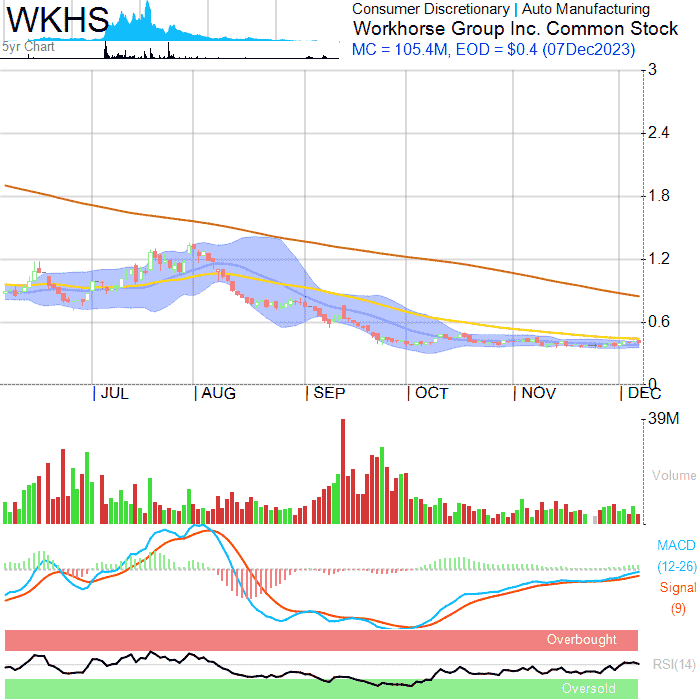 WKHS
5yr Chart
Consumer Discretionary | Auto Manufacturing
Workhorse Group Inc. Common Stock
MC = 105.4M, EOD = $0.4 (07Dec2023)
3
2.4
1.8
1.2
0.6
0
JUL
AUG
SEP
OCT
NOV
DEC
39M
Volume
MACD
(12-26)
Signal
(9)
Overbought
RSI(14)
Oversold